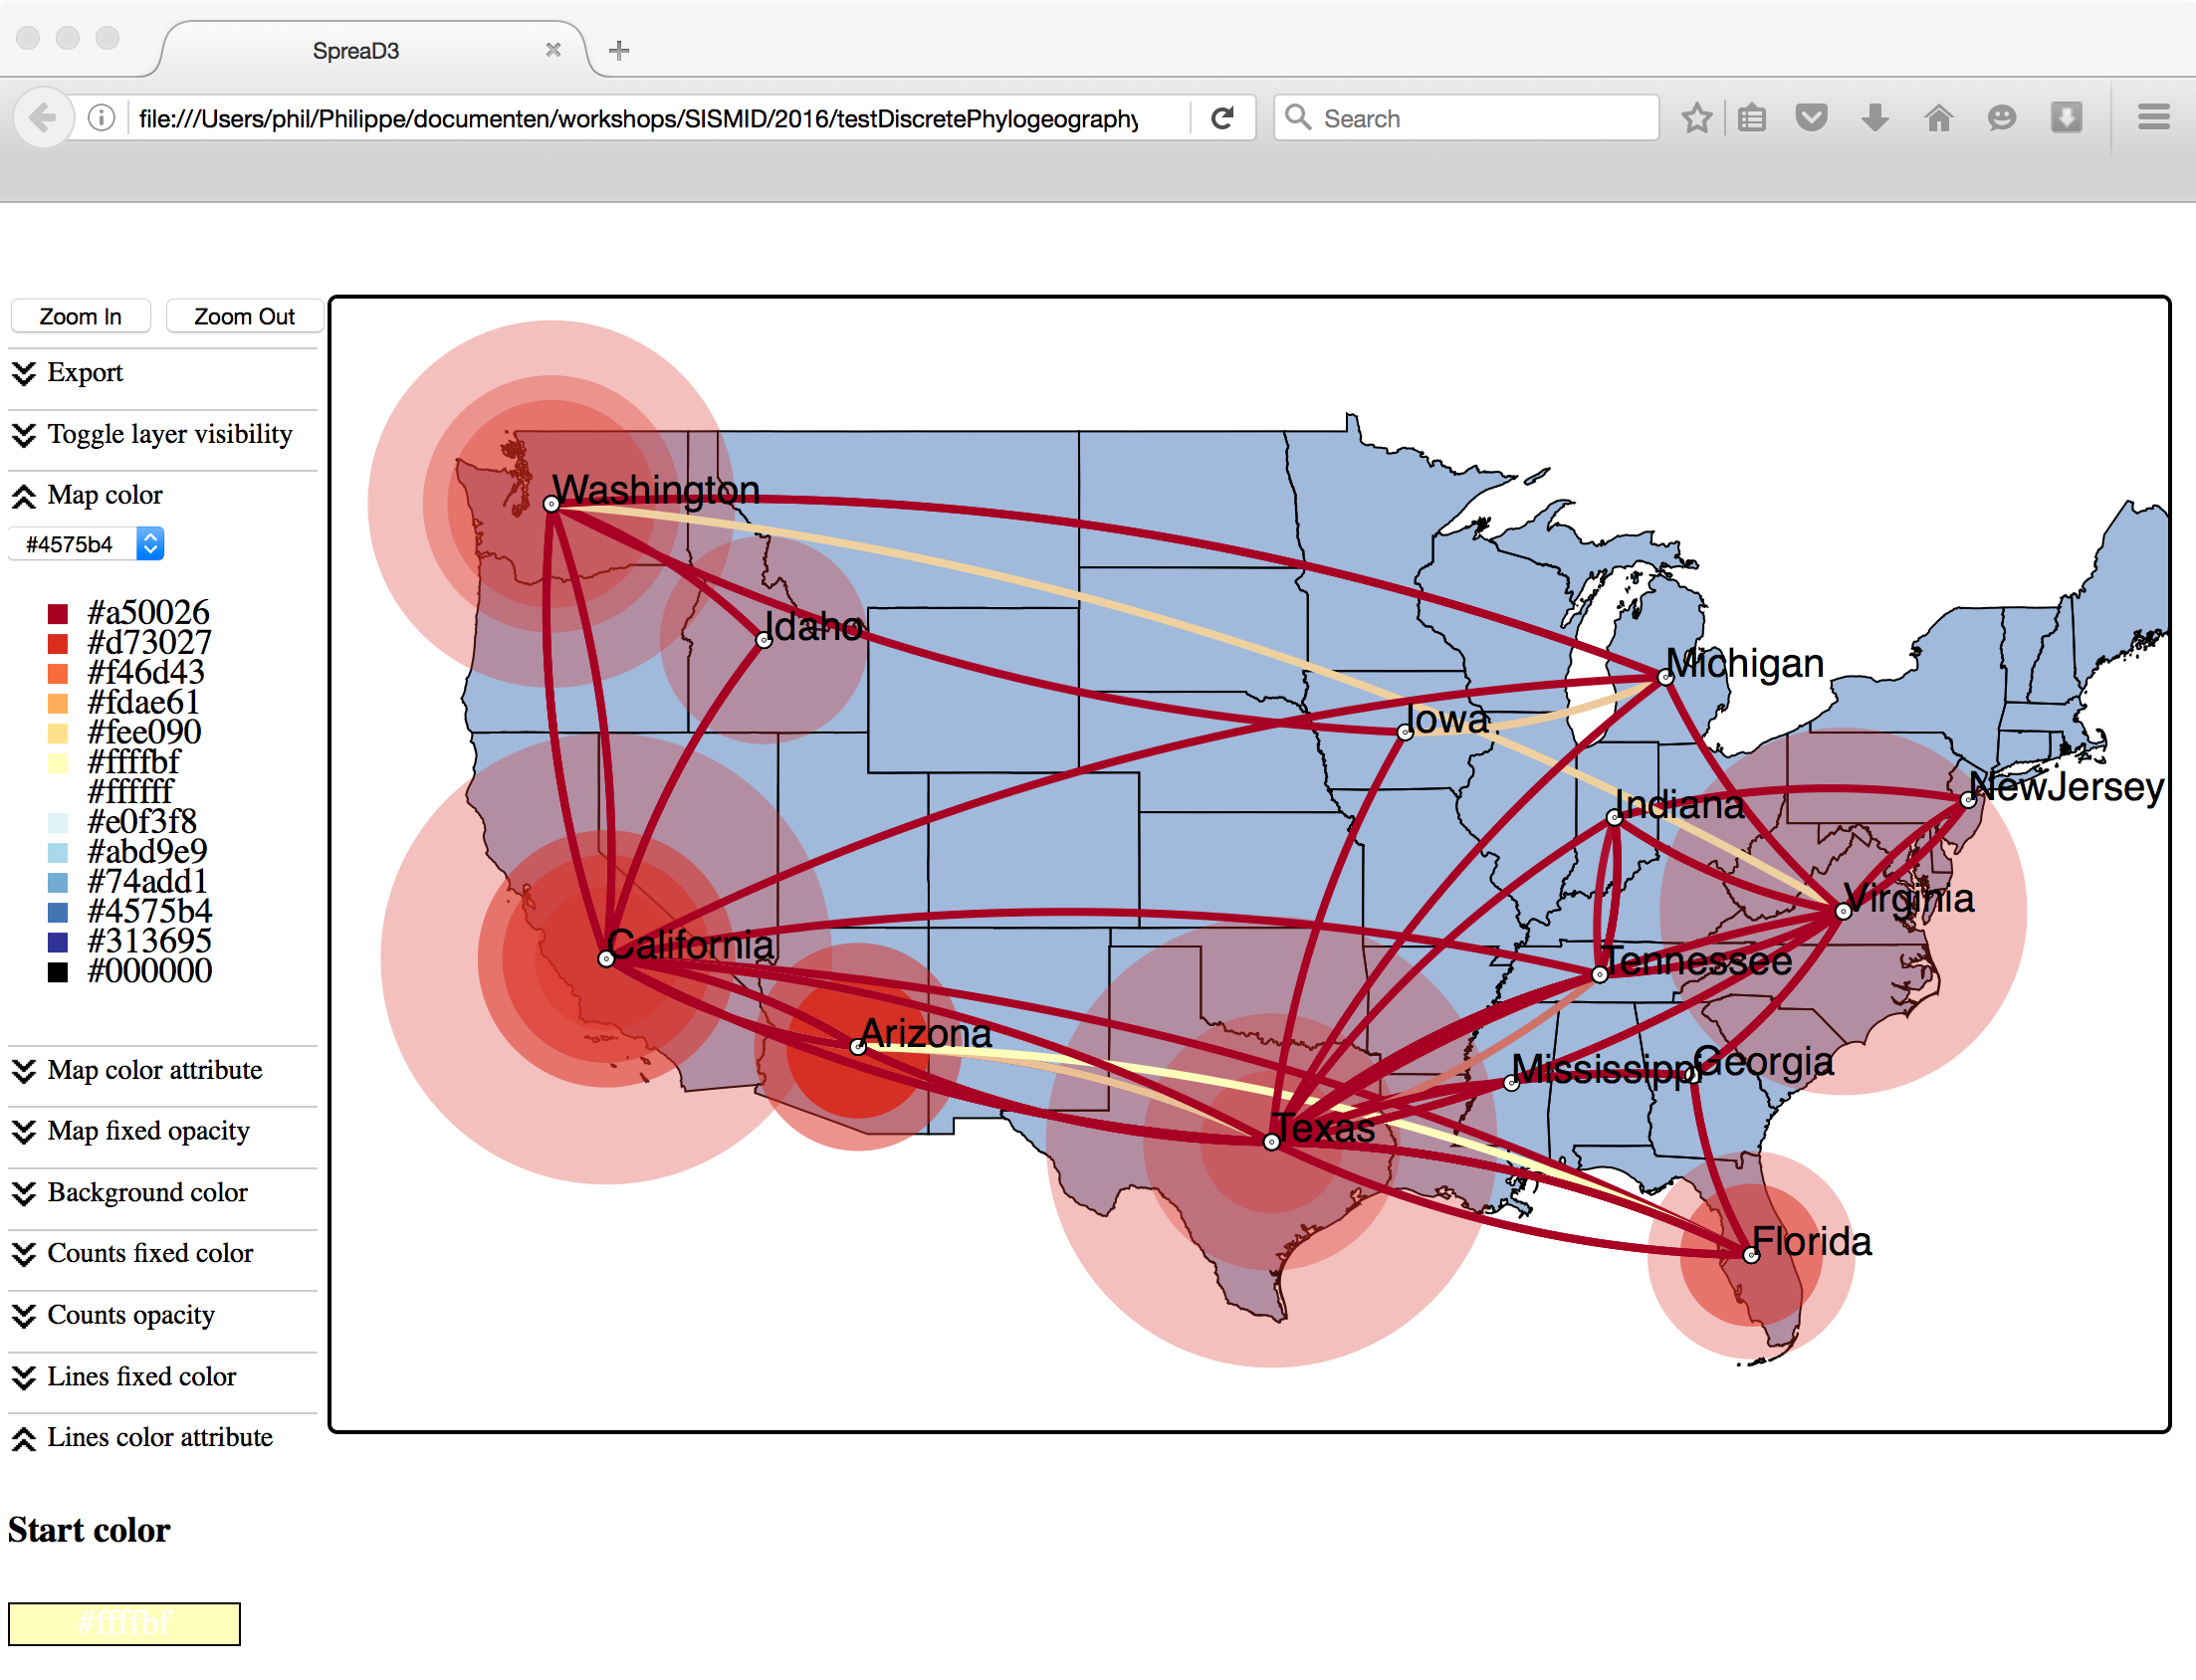 SpreaD3
file:///Users/phil/Philippe/documenten/workshops/SISMID/2016/testDiscretePhylogeography
Search
Zoom In
Zoom Out
Export
Toggle layer visibility
Map color
#4575b4
#a50026
#d73027
#f46d43
#fdae61
#fee090
#ffffbf
#ffffff
#e0f3f8
#abd9e9
#74add1
#4575b4
#313695
#000000
Map color attribute
Map fixed opacity
Background color
Counts fixed color
Counts opacity
Lines fixed color
Lines color attribute
Start color
#ffffbf
Washington
Idaho
Michigan
Iowa
NewJersey
Indiana
Virginia
California
Tennessee
Arizona
Mississippi
Georgia
Texas
Florida